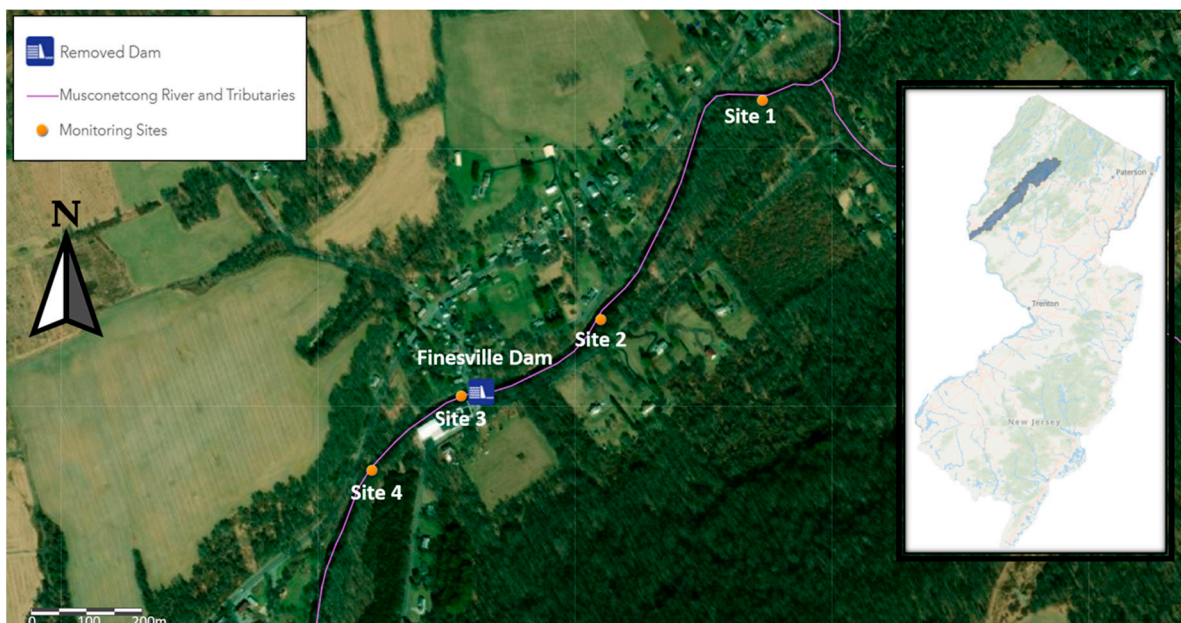 Removed Dam
Musconetcong River and Tributaries
Monitoring Sites
N
Site 1
Site 2
Finesville Dam
Site 3
Site 4
0 100 200m
Paterson
Trenton
New Jersey